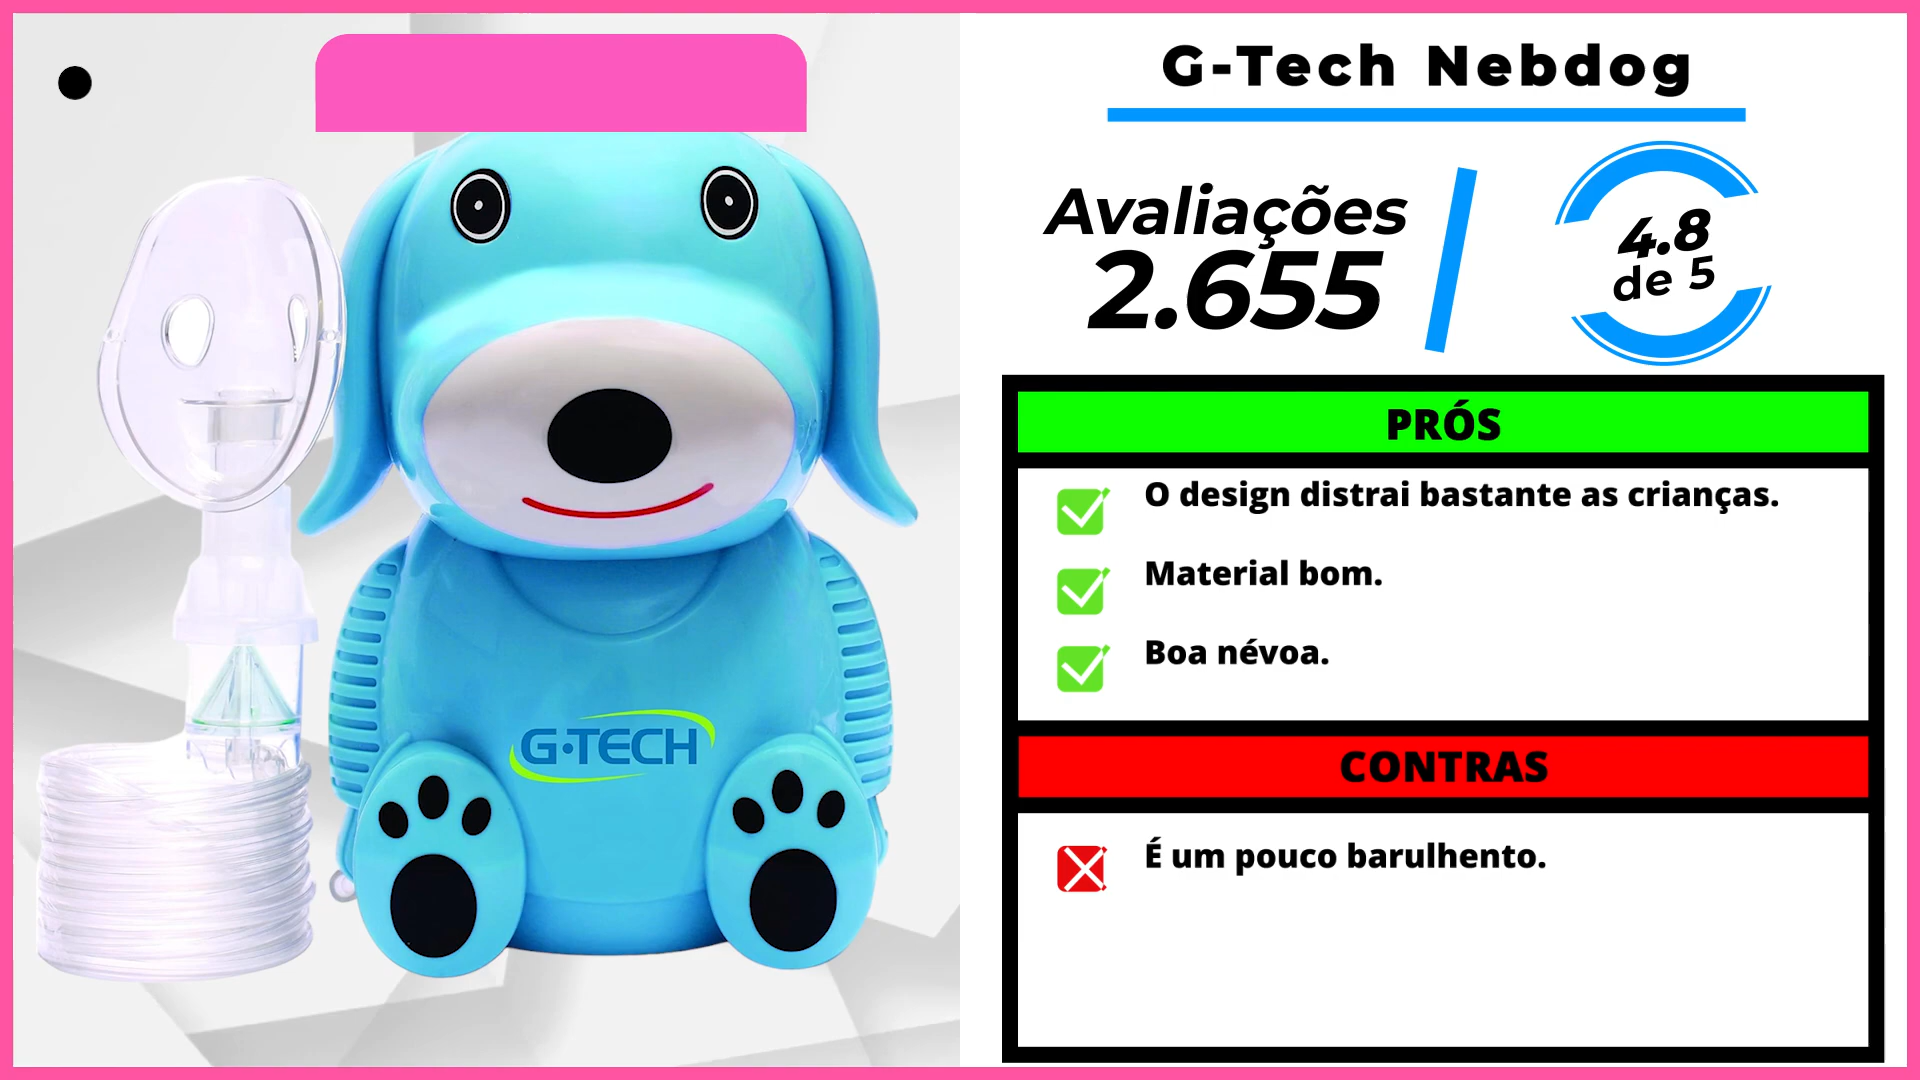 G-Tech Nebdog
Avaliações
2.655
4.8
de 5
PRÓS
O design distrai bastante as crianças.
Material bom.
Boa névoa.
CONTRAS
É um pouco barulhento.
G·TECH